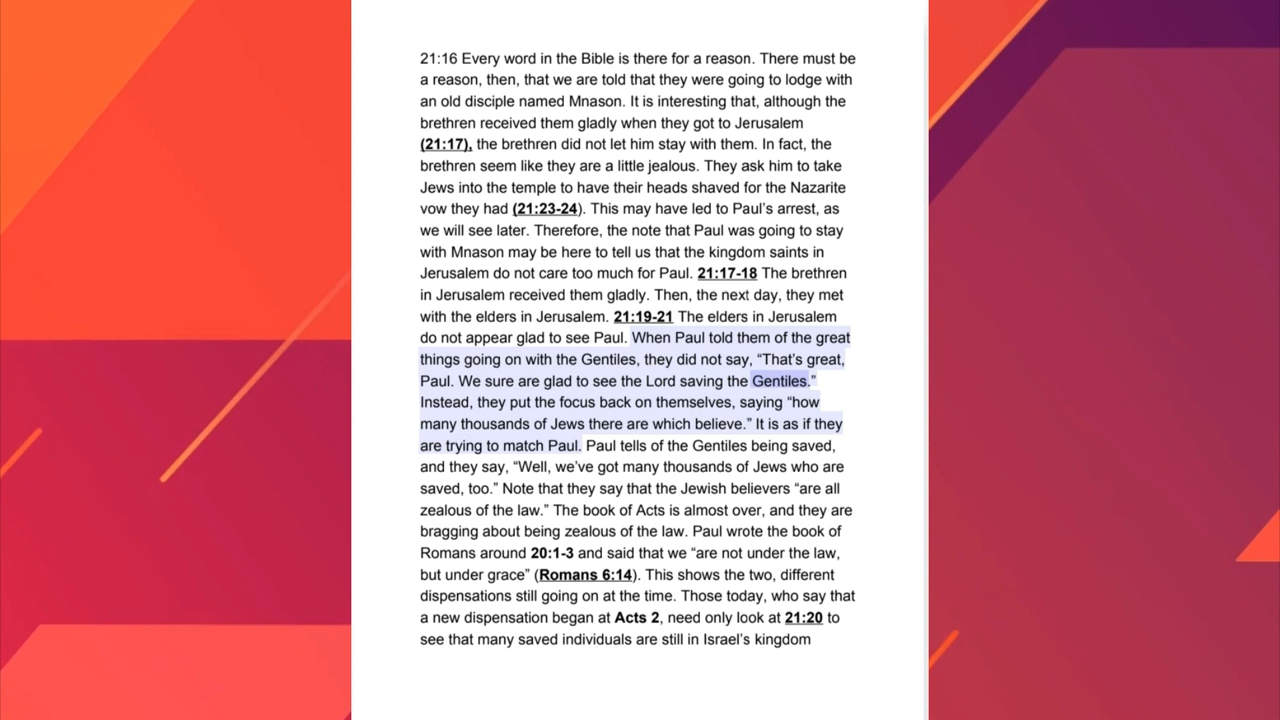 21:16 Every word in the Bible is there for a reason. There must be
a reason, then, that we are told that they were going to lodge with
an old disciple named Mnason. It is interesting that, although the
brethren received them gladly when they got to Jerusalem
(21:17), the brethren did not let him stay with them. In fact, the
brethren seem like they are a little jealous. They ask him to take
Jews into the temple to have their heads shaved for the Nazarite
vow they had (21:23-24). This may have led to Paul’s arrest, as
we will see later. Therefore, the note that Paul was going to stay
with Mnason may be here to tell us that the kingdom saints in
Jerusalem do not care too much for Paul. 21:17-18 The brethren
in Jerusalem received them gladly. Then, the next day, they met
with the elders in Jerusalem. 21:19-21 The elders in Jerusalem
do not appear glad to see Paul. When Paul told them of the great
things going on with the Gentiles, they did not say, “That’s great,
Paul. We sure are glad to see the Lord saving the Gentiles.”
Instead, they put the focus back on themselves, saying “how
many thousands of Jews there are which believe.” It is as if they
are trying to match Paul. Paul tells of the Gentiles being saved,
and they say, “Well, we’ve got many thousands of Jews who are
saved, too.” Note that they say that the Jewish believers “are all
zealous of the law.” The book of Acts is almost over, and they are
bragging about being zealous of the law. Paul wrote the book of
Romans around 20:1-3 and said that we “are not under the law,
but under grace” (Romans 6:14). This shows the two, different
dispensations still going on at the time. Those today, who say that
a new dispensation began at Acts 2, need only look at 21:20 to
see that many saved individuals are still in Israel’s kingdom